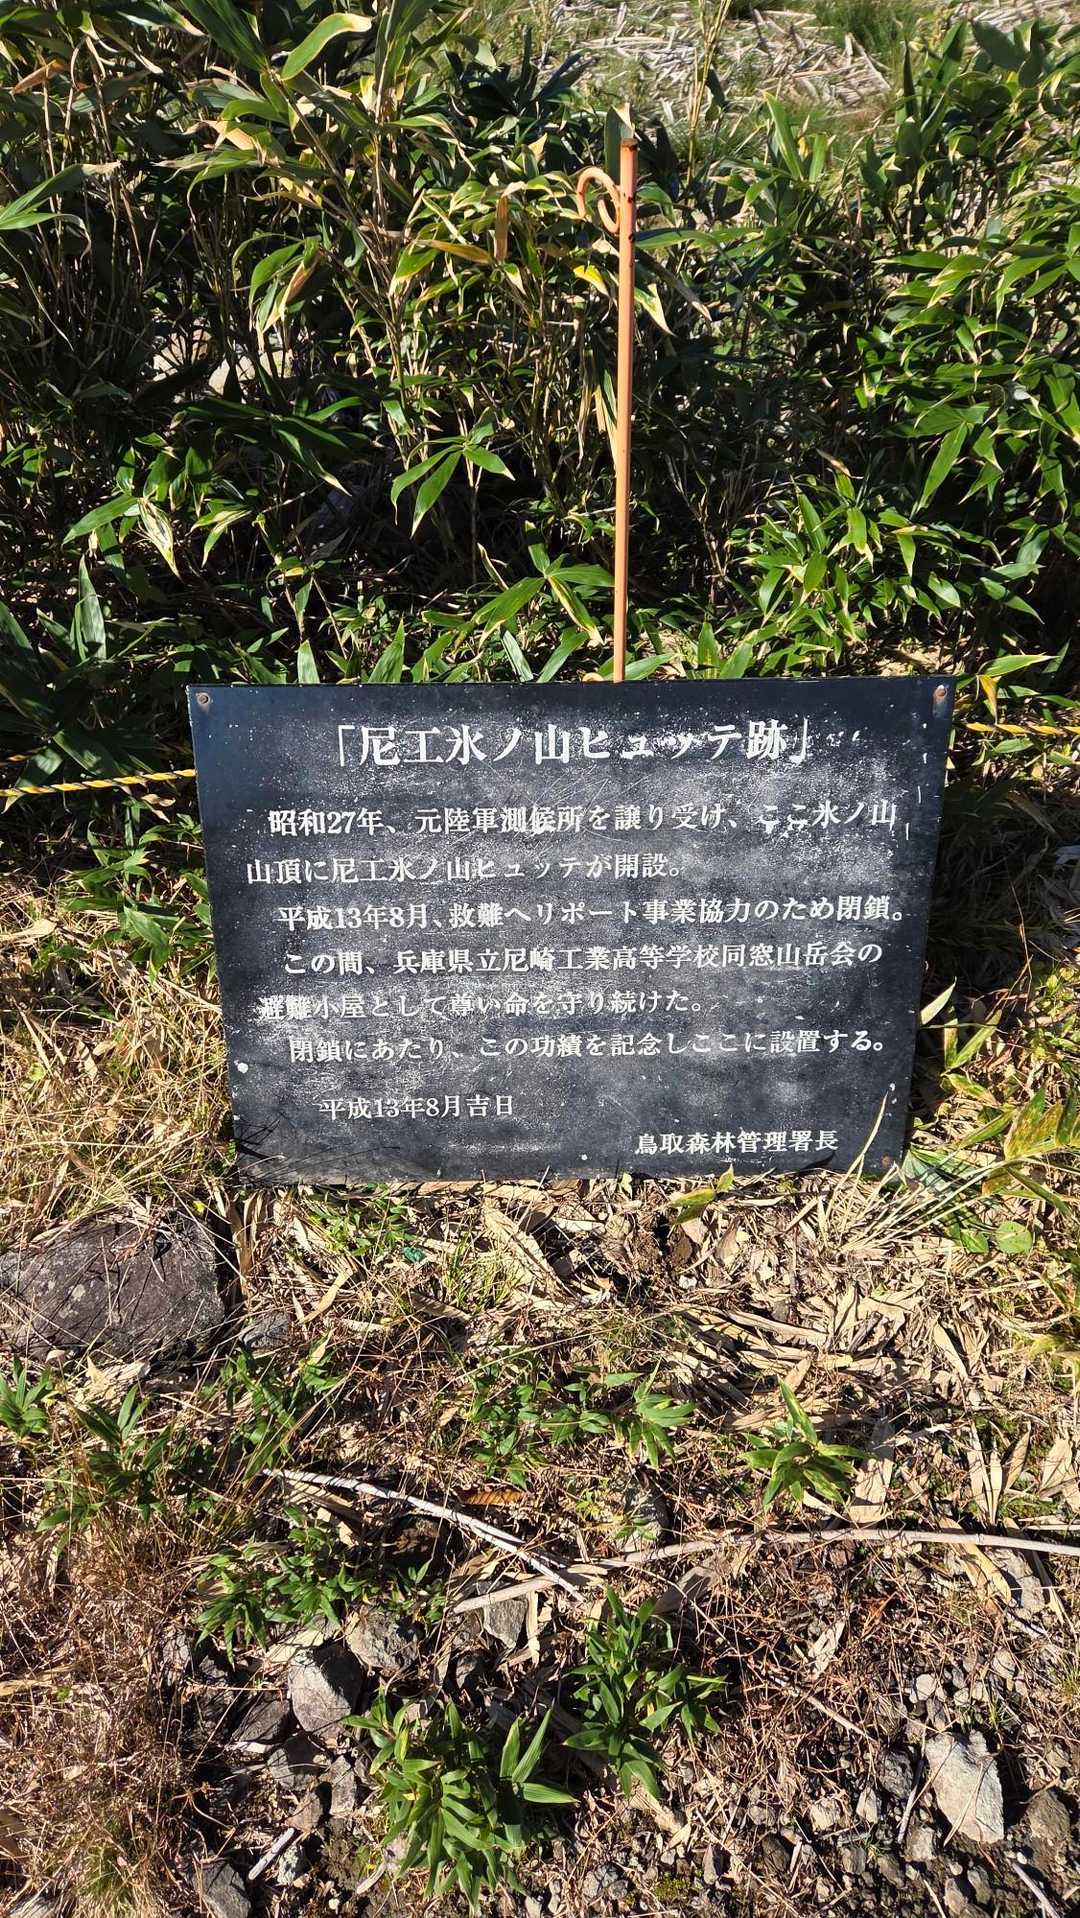 「尼工氷ノ山ヒュッテ跡」
昭和27年、元陸軍測候所を譲り受け、ここ氷ノ山
山頂に尼工氷ノ山ヒュッテが開設。
平成13年8月、救難ヘリポート事業協力のため閉鎖。
この間、兵庫県立尼崎工業高等学校同窓山岳会の
避難小屋として尊い命を守り続けた。
閉鎖にあたり、この功績を記念しここに設置する。
平成13年8月吉日
鳥取森林管理署長